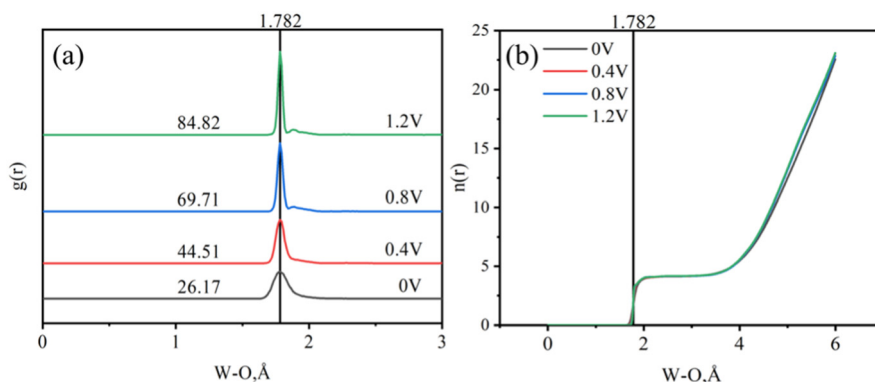 1.782
(a)
84.82 1.2V
69.71 0.8V
44.51 0.4V
26.17 0V
g(r)
0 1 2 3
W-O,Å
1.782
(b)
0V
0.4V
0.8V
1.2V
25
20
15
10
5
0
n(r)
0 2 4 6
W-O,Å